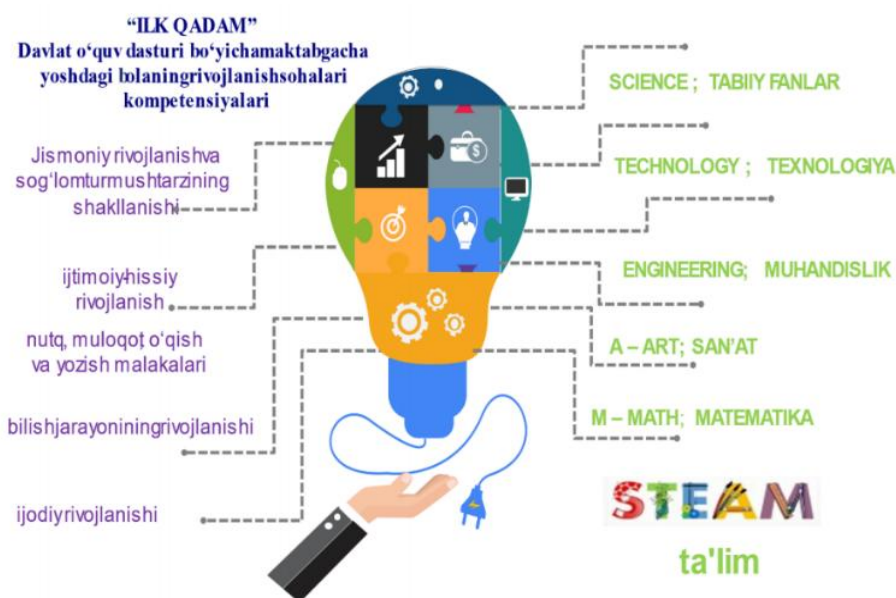 “ILK QADAM”
Davlat o‘quv dasturi bo‘yichamaktabgacha
yoshdagi bolaningrivojlanishsohalari
kompetensiyalari
Jismoniy rivojlanishva
sog‘lomturmushtarzining
shakllanishi
ijtimoiy-hissiy
rivojlanish
nutq, muloqot, o‘qish
va yozish malakalari
bilishjarayoniningrivojlanishi
ijodiyrivojlanishi
SCIENCE ; TABIIY FANLAR
TECHNOLOGY ; TEXNOLOGIYA
ENGINEERING; MUHANDISLIK
A – ART; SAN’AT
M – MATH; MATEMATIKA
STEAM
ta'lim